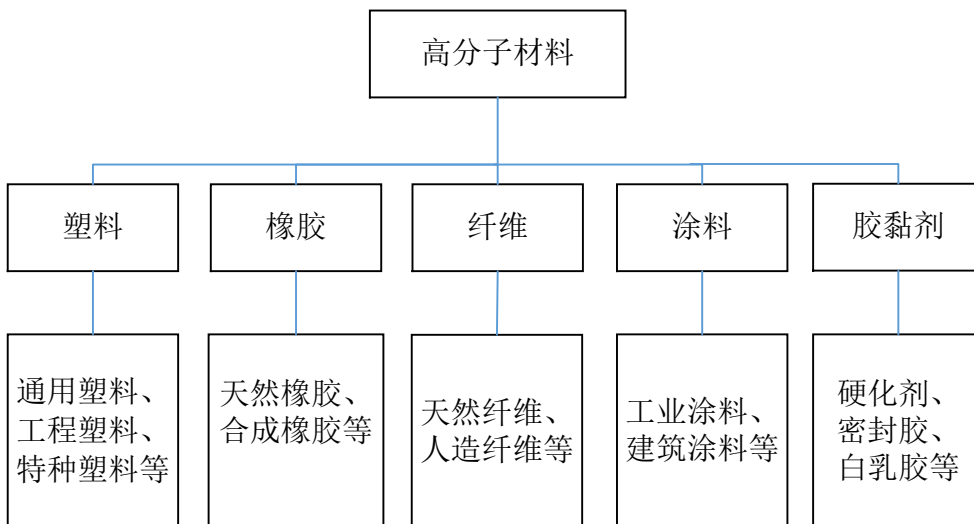 高分子材料
塑料
橡胶
纤维
涂料
胶黏剂
通用塑料、
工程塑料、
特种塑料等
天然橡胶、
合成橡胶等
天然纤维、
人造纤维等
工业涂料、
建筑涂料等
硬化剂、
密封胶、
白乳胶等